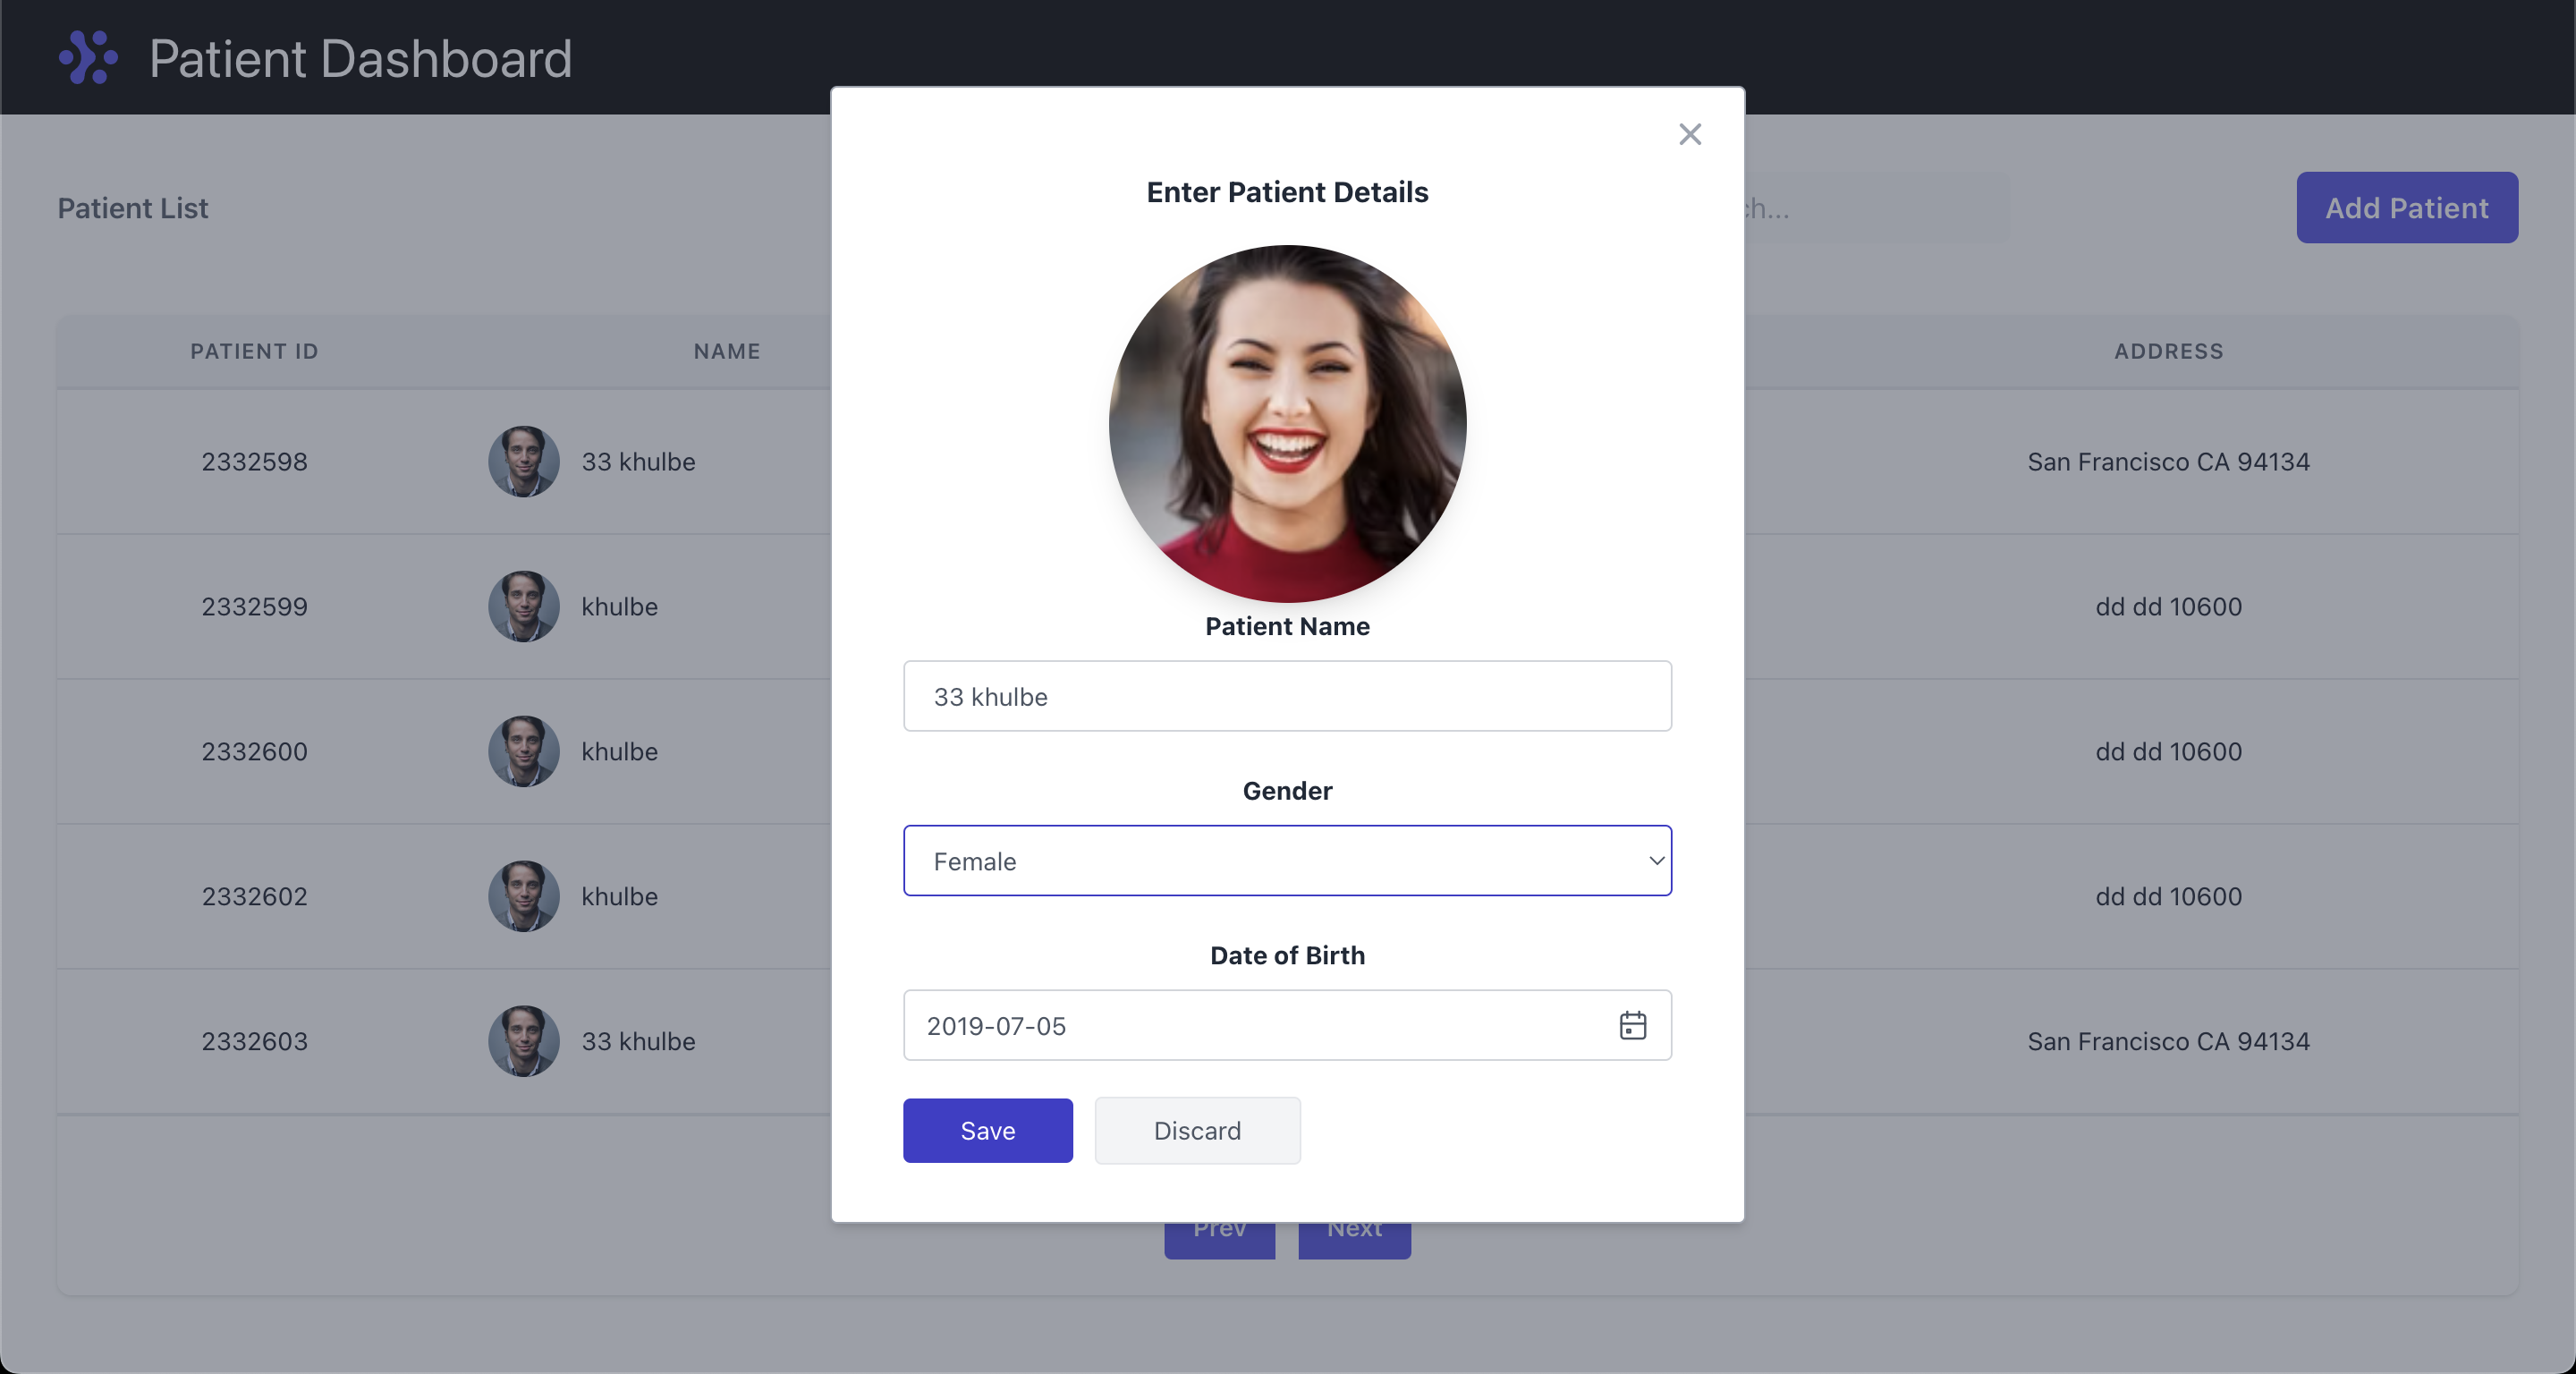 Patient Dashboard
Patient List
ch...
Add Patient
PATIENT ID NAME ADDRESS
2332598 33 khulbe San Francisco CA 94134
2332599 khulbe dd dd 10600
2332600 khulbe dd dd 10600
2332602 khulbe dd dd 10600
2332603 33 khulbe San Francisco CA 94134
Prev Next
Enter Patient Details
Patient Name
33 khulbe
Gender
Female
Date of Birth
2019-07-05
Save Discard